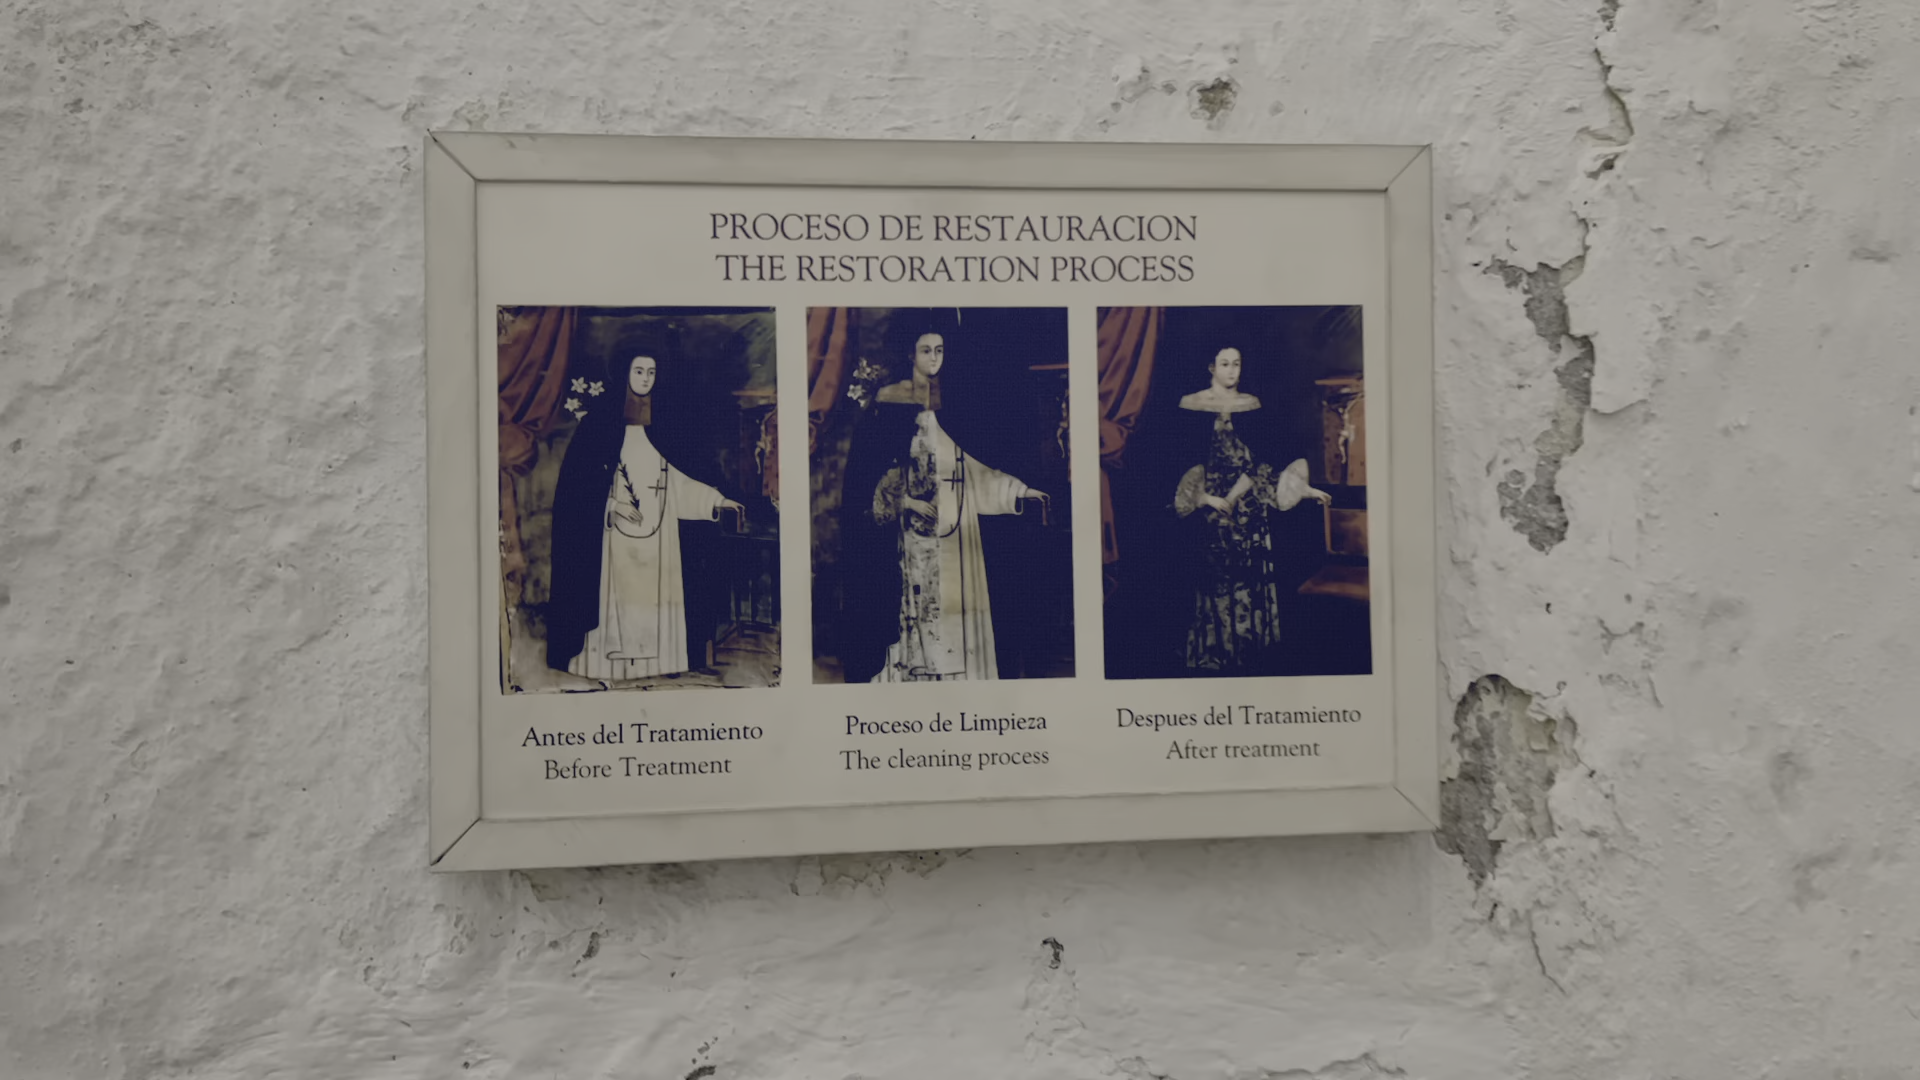 PROCESO DE RESTAURACION
THE RESTORATION PROCESS
Antes del Tratamiento
Before Treatment
Proceso de Limpieza
The cleaning process
Despues del Tratamiento
After treatment